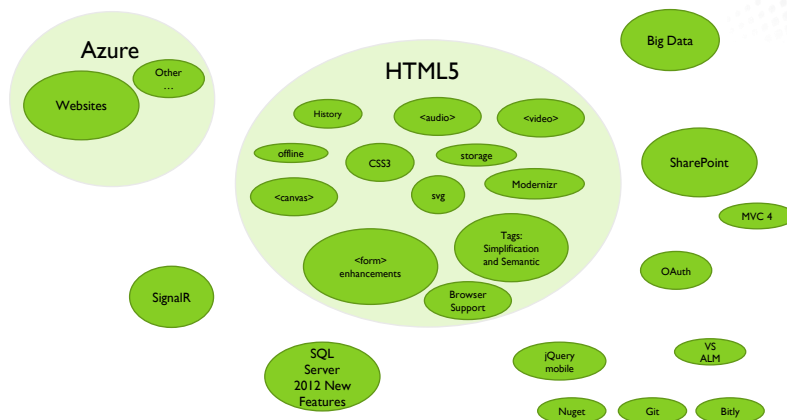 Azure
Other
…
Websites
HTML5
History
<audio>
<video>
offline
CSS3
storage
<canvas>
svg
Modernizr
<form>
enhancements
Tags:
Simplification
and Semantic
Browser
Support
Big Data
SharePoint
MVC 4
OAuth
SignalR
SQL
Server
2012 New
Features
jQuery
mobile
VS
ALM
Nuget
Git
Bitly